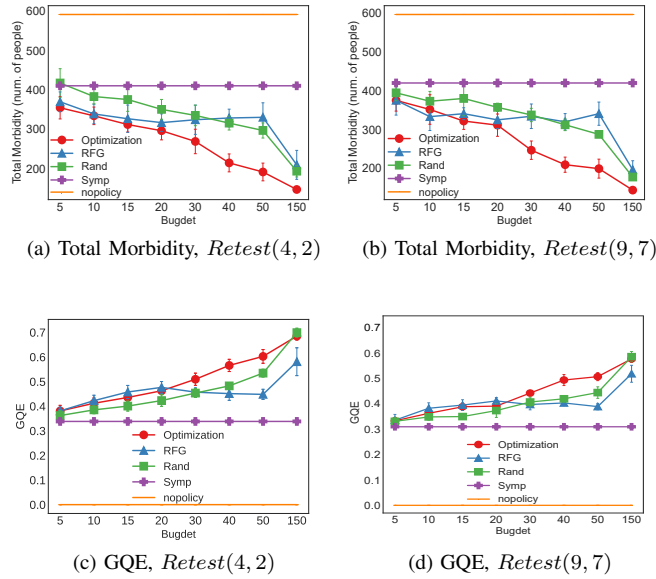 600
500
400
300
200
Total Morbidity (num. of people)
Optimization
RFG
Rand
Symp
nopolicy
5 10 15 20 30 40 50 150
Bugdet
(a) Total Morbidity, Retest(4, 2)
600
500
400
300
200
Total Morbidity (num. of people)
Optimization
RFG
Rand
Symp
nopolicy
5 10 15 20 30 40 50 150
Bugdet
(b) Total Morbidity, Retest(9, 7)
0.7
0.6
0.5
0.4
0.3
0.2
0.1
0.0
GQE
Optimization
RFG
Rand
Symp
nopolicy
5 10 15 20 30 40 50 150
Bugdet
(c) GQE, Retest(4, 2)
0.7
0.6
0.5
0.4
0.3
0.2
0.1
0.0
GQE
Optimization
RFG
Rand
Symp
nopolicy
5 10 15 20 30 40 50 150
Bugdet
(d) GQE, Retest(9, 7)